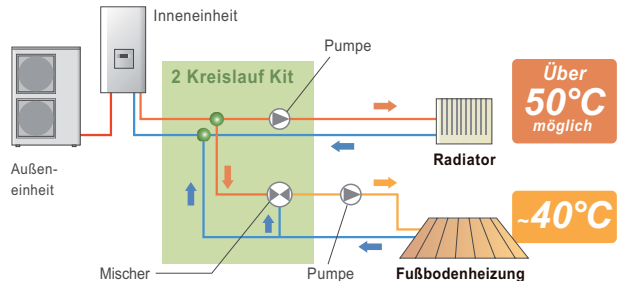 Inneneinheit
Pumpe
2 Kreislauf Kit
Über
50°C
möglich
Radiator
Außen-
einheit
~40°C
Mischer
Pumpe
Fußbodenheizung